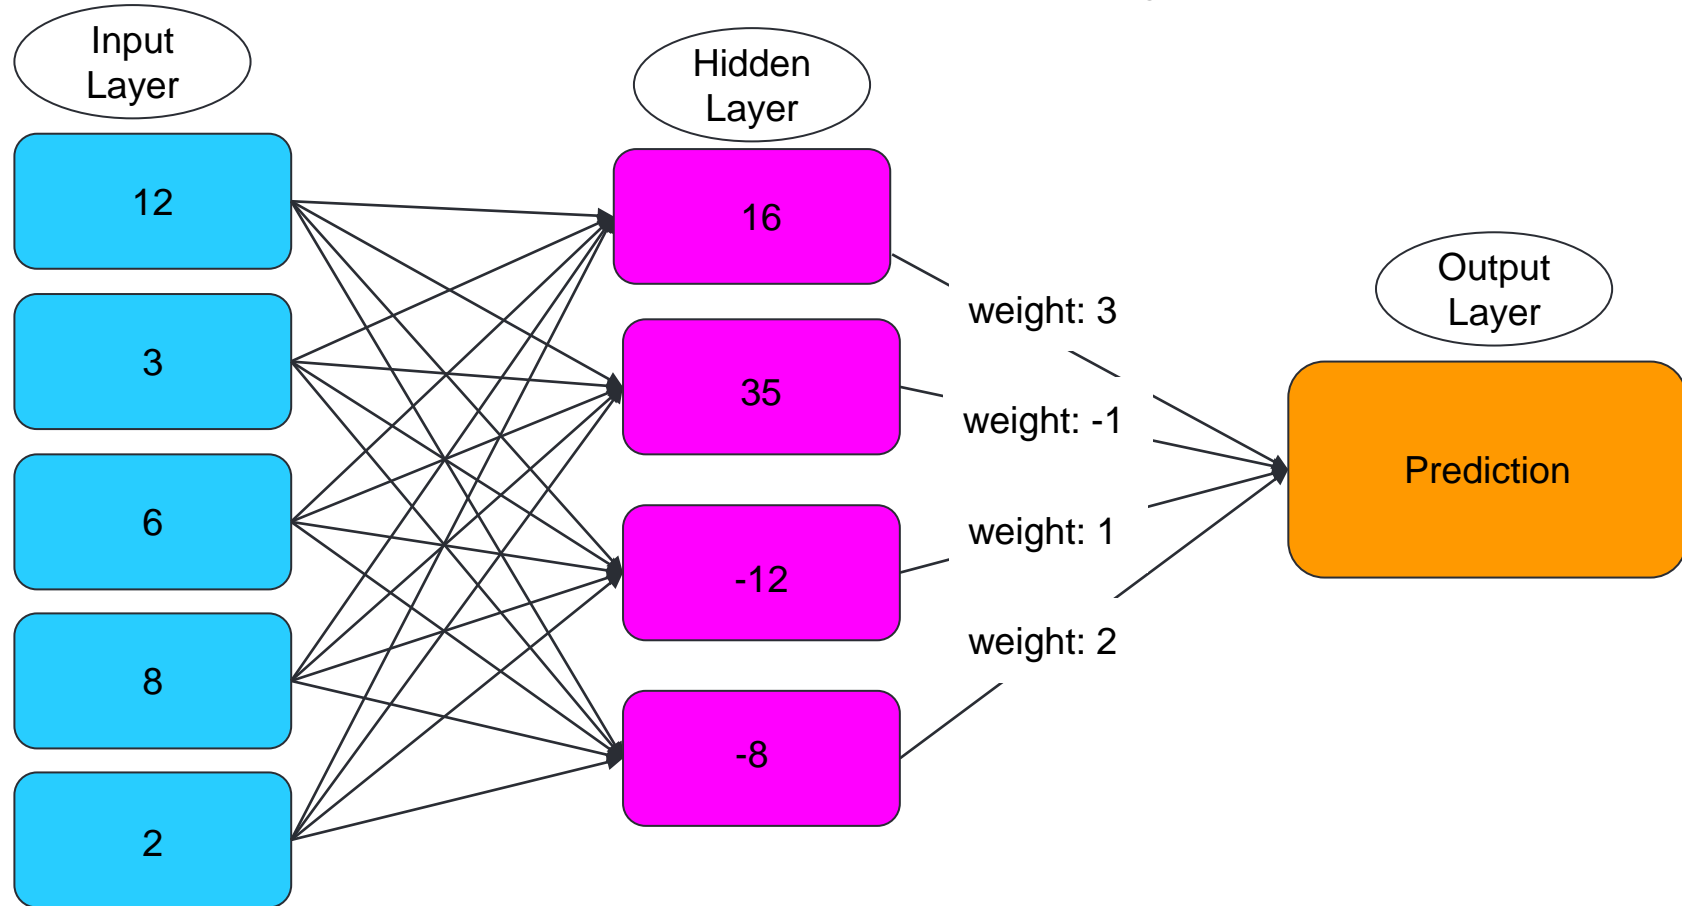 Input
Layer
12
3
6
8
2
Hidden
Layer
16
35
-12
-8
weight: 3
weight: -1
weight: 1
weight: 2
Output
Layer
Prediction